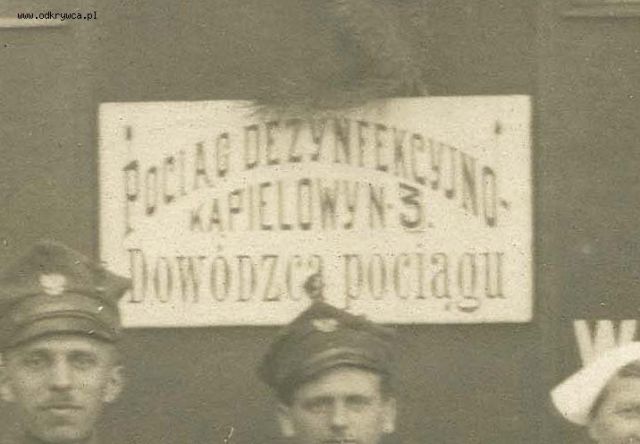 www.odkrywca.pl
POCIĄG DEZYNFEKCYJNO-
KĄPIELOWY N-3.
DOWÓDZCA pociągu
W